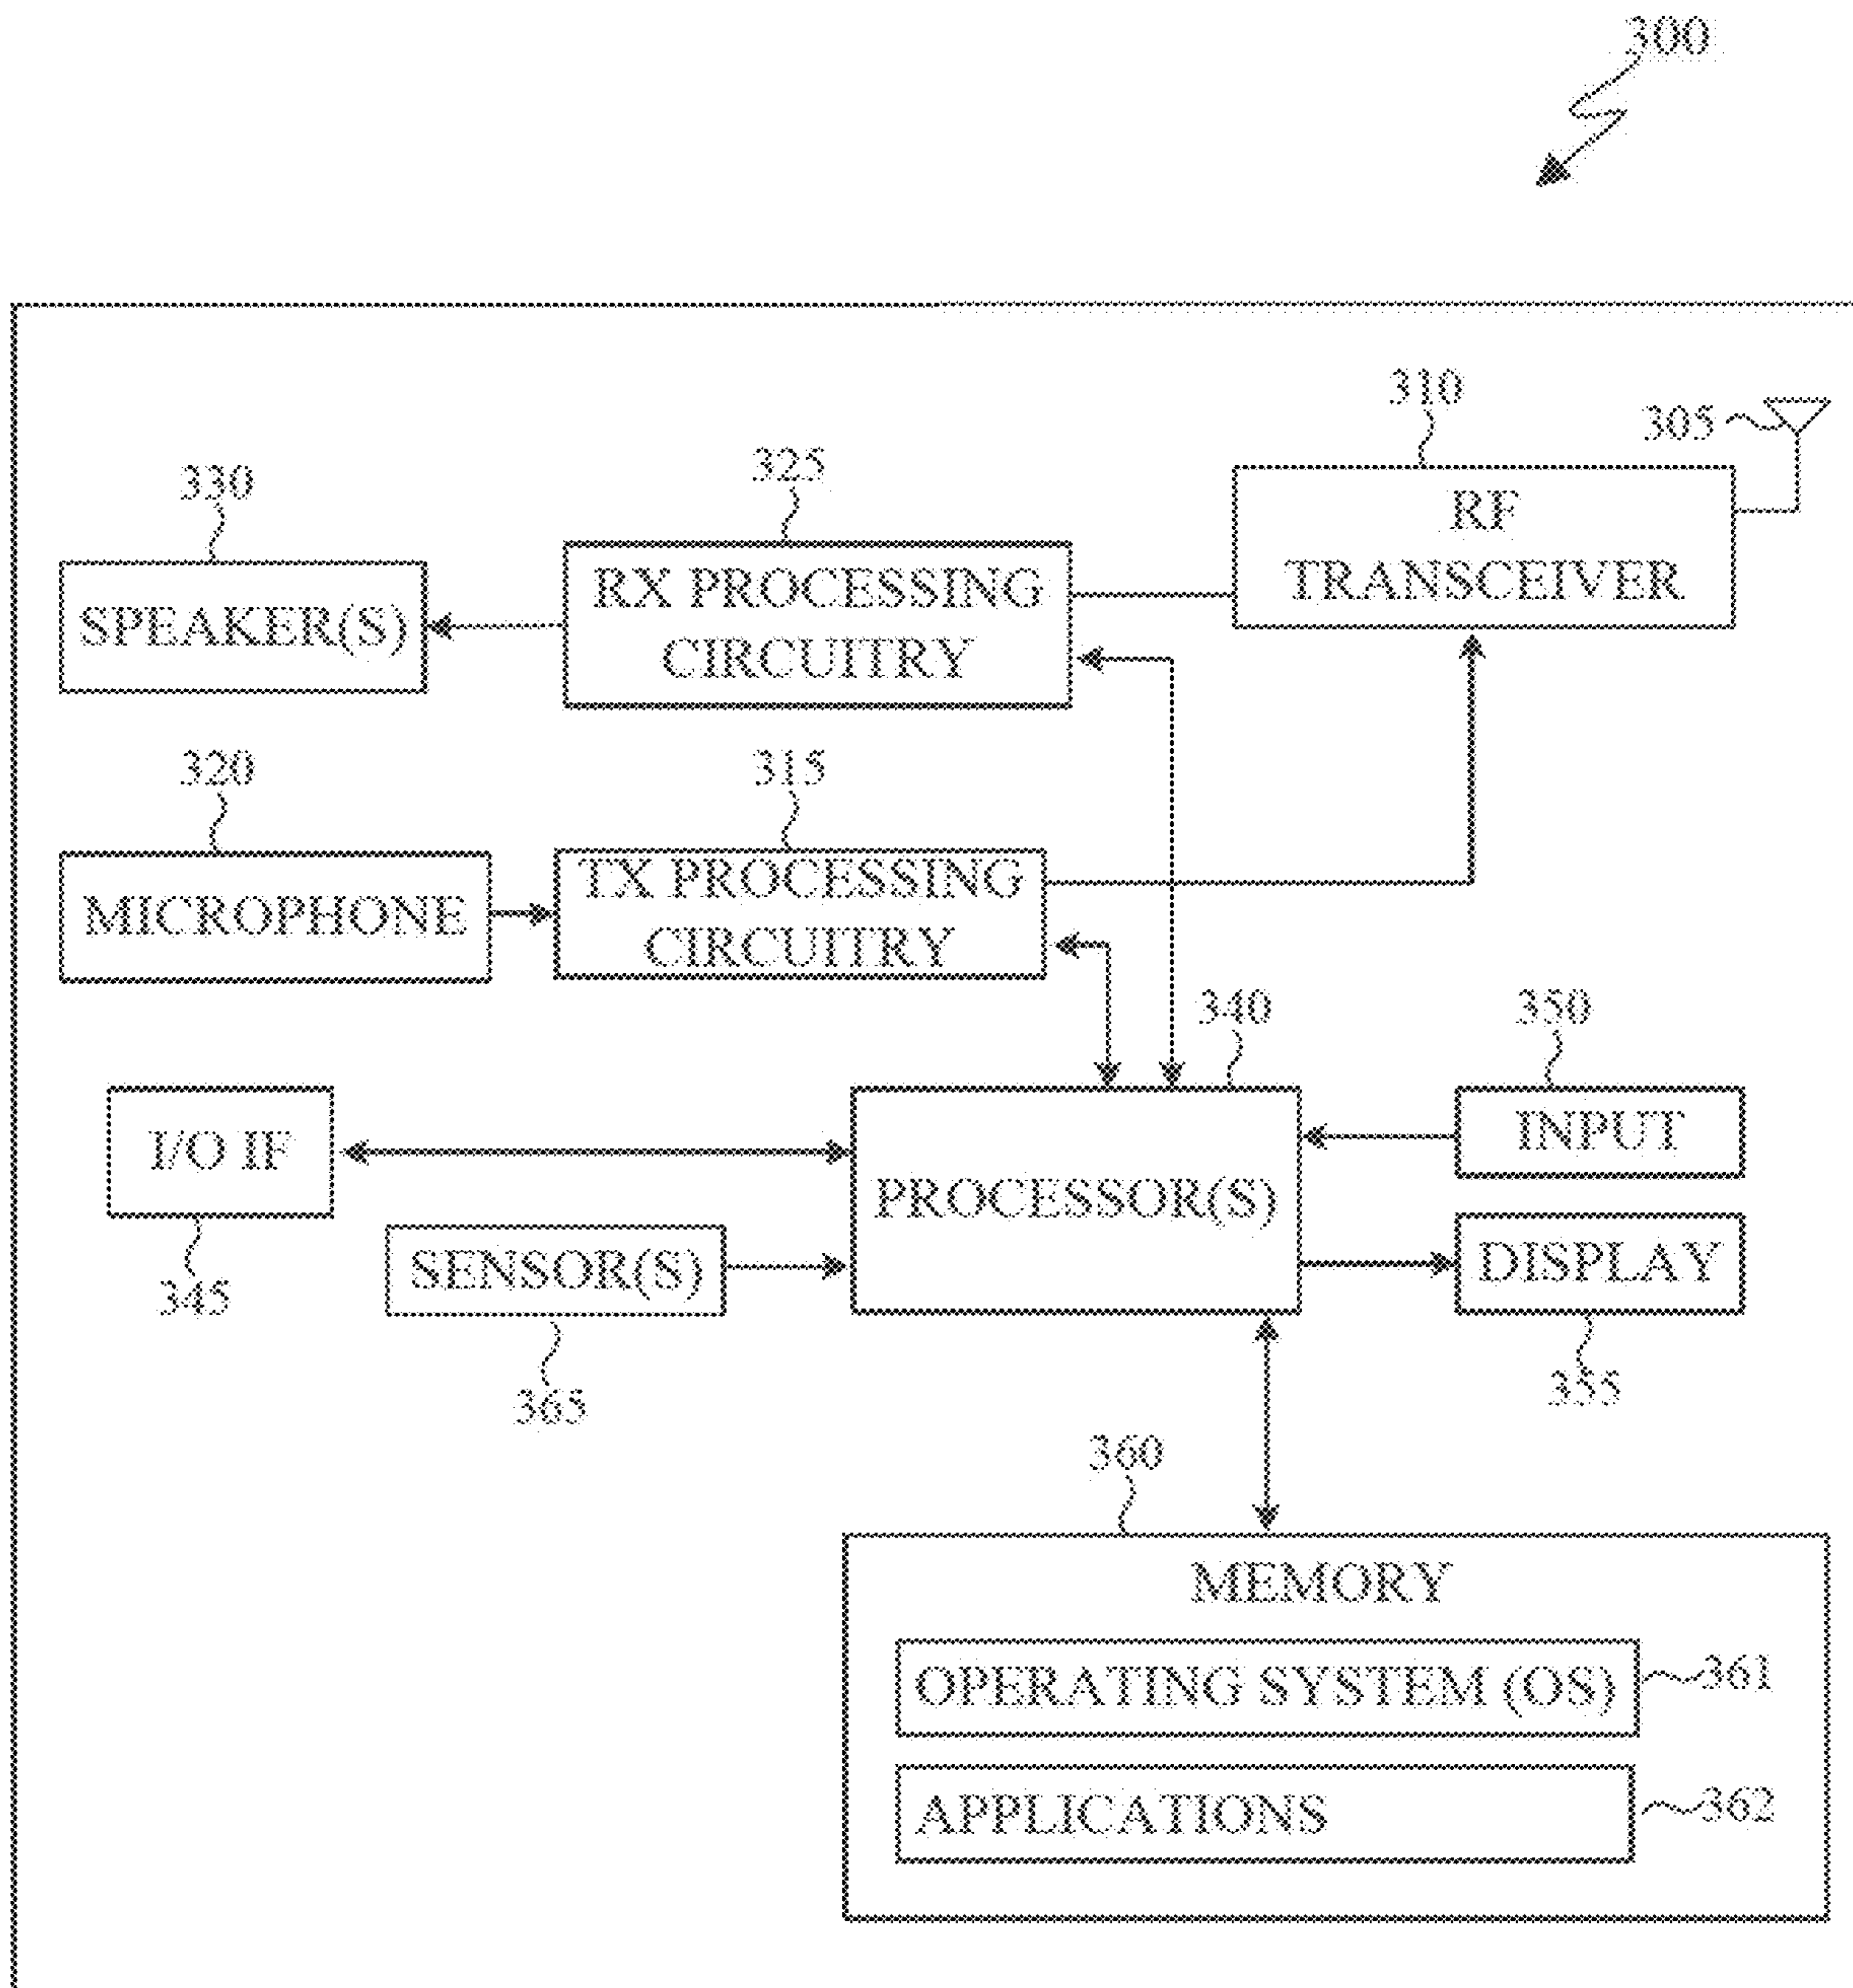 300
310
305
325
330
RF
TRANSCEIVER
RX PROCESSING
CIRCUITRY
SPEAKER(S)
320
315
MICROPHONE
TX PROCESSING
CIRCUITRY
340
350
I/O IF
INPUT
PROCESSOR(S)
SENSOR(S)
DISPLAY
345
365
355
360
MEMORY
OPERATING SYSTEM (OS)
361
APPLICATIONS
362